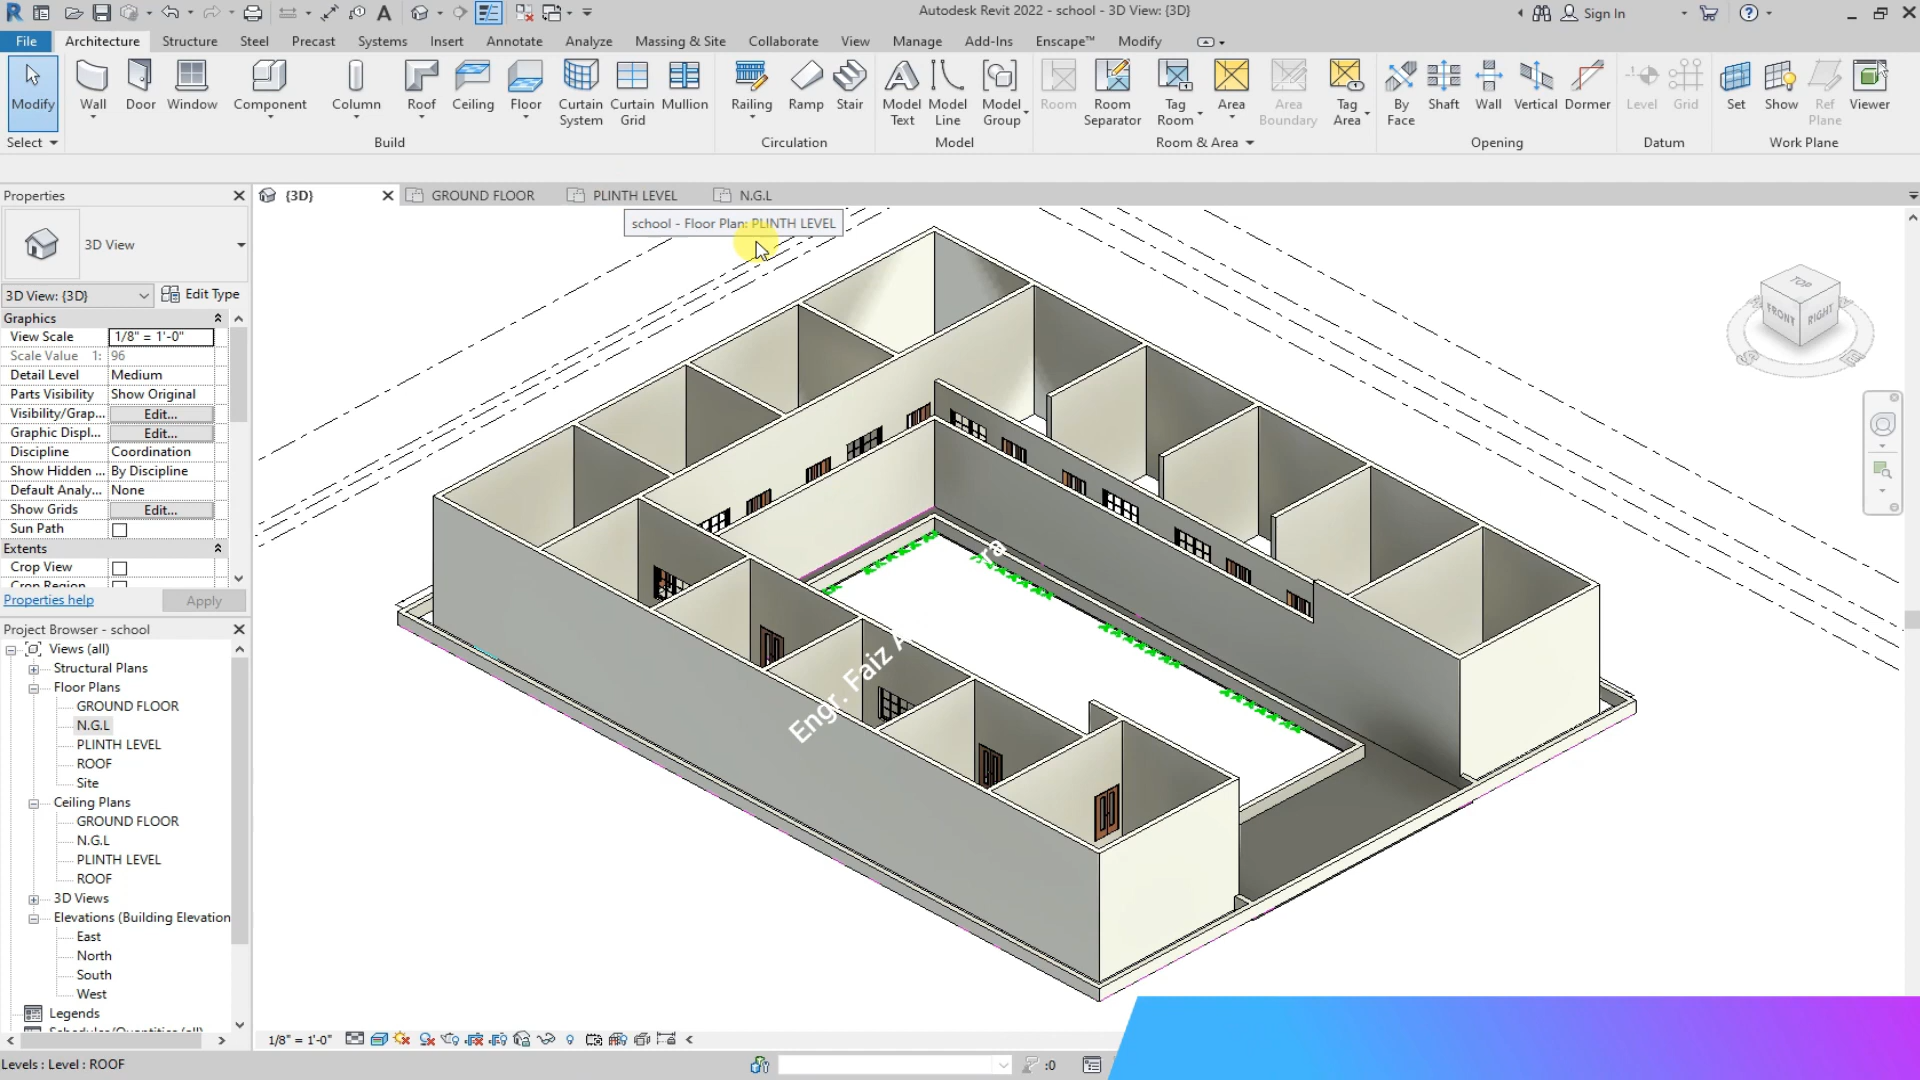 Autodesk Revit 2022 - school - 3D View: {3D}
Sign In
File Architecture Structure Steel Precast Systems Insert Annotate Analyze Massing & Site Collaborate View Manage Add-Ins Enscape™ Modify
Modify
Wall
Door
Window
Component
Column
Roof
Ceiling
Floor
Curtain System
Curtain Grid
Mullion
Railing
Ramp
Stair
Model Text
Model Line
Model Group
Room
Room Separator
Tag Room
Area
Area Boundary
Tag Area
By Face
Shaft
Wall
Vertical
Dormer
Level
Grid
Set
Show
Ref Plane
Viewer
Select
Build
Circulation
Model
Room & Area
Opening
Datum
Work Plane
Properties
{3D}
GROUND FLOOR
PLINTH LEVEL
N.G.L
school - Floor Plan: PLINTH LEVEL
3D View
3D View: {3D}
Edit Type
Graphics
View Scale 1/8" = 1'-0"
Scale Value 1: 96
Detail Level Medium
Parts Visibility Show Original
Visibility/Grap... Edit...
Graphic Displ... Edit...
Discipline Coordination
Show Hidden ... By Discipline
Default Analy... None
Show Grids Edit...
Sun Path
Extents
Crop View
Crop Region
Properties help
Apply
Project Browser - school
Views (all)
Structural Plans
Floor Plans
GROUND FLOOR
N.G.L
PLINTH LEVEL
ROOF
Site
Ceiling Plans
GROUND FLOOR
N.G.L
PLINTH LEVEL
ROOF
3D Views
Elevations (Building Elevation
East
North
South
West
Legends
Schedules/Quantities (all)
TOP
FRONT
RIGHT
S
E
Engr. Faiz
1/8" = 1'-0"
Levels : Level : ROOF
:0